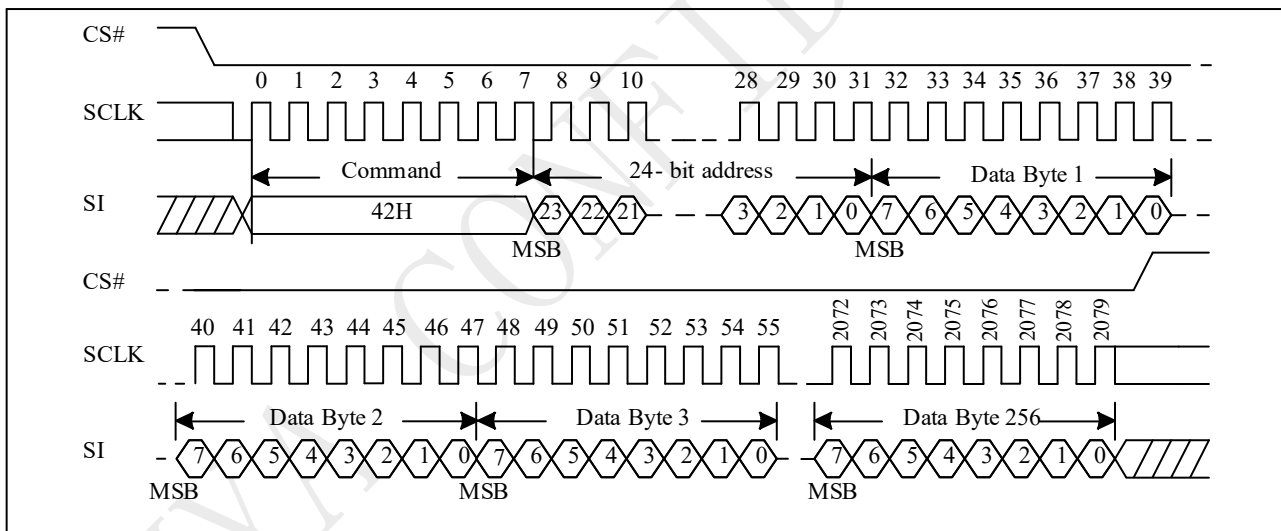 CS#
0 1 2 3 4 5 6 7 8 9 10 28 29 30 31 32 33 34 35 36 37 38 39
SCLK
Command 24- bit address Data Byte 1
SI 42H 23 22 21 3 2 1 0 7 6 5 4 3 2 1 0
MSB MSB
CS#
40 41 42 43 44 45 46 47 48 49 50 51 52 53 54 55 2072 2073 2074 2075 2076 2077 2078 2079
SCLK
Data Byte 2 Data Byte 3 Data Byte 256
SI 7 6 5 4 3 2 1 0 7 6 5 4 3 2 1 0 7 6 5 4 3 2 1 0
MSB MSB MSB